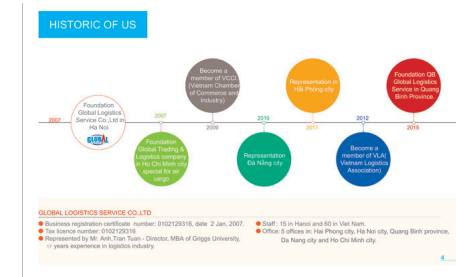 HISTORIC OF US
Become a
member of VCCI
(Vietnam Chamber
of Commerce and
Industry)
Representation in
Hải Phòng city
Foundation QB
Global Logistics
Service in Quang
Binh Province.
Foundation
Global Logistics
Service Co.,Ltd in
Ha Noi
GLOBAL
2007
2007
2009
2010
2011
2012
2015
Foundation
Global Trading &
Logistics company
in Ho Chi Minh city
special for air
cargo
Representation
Đà Nẵng city
Become a
member of VLA(
Vietnam Logistics
Association)
GLOBAL LOGISTICS SERVICE CO.,LTD
Business registration certificate number: 0102129316, date 2 Jan, 2007.
Tax licence number: 0102129316
Represented by Mr. Anh,Tran Tuan - Director, MBA of Griggs University,
17 years experience in logistics industry.
Staff : 15 in Hanoi and 60 in Viet Nam.
Office: 5 offices in: Hai Phong city, Ha Noi city, Quang Binh province,
Da Nang city and Ho Chi Minh city.
4